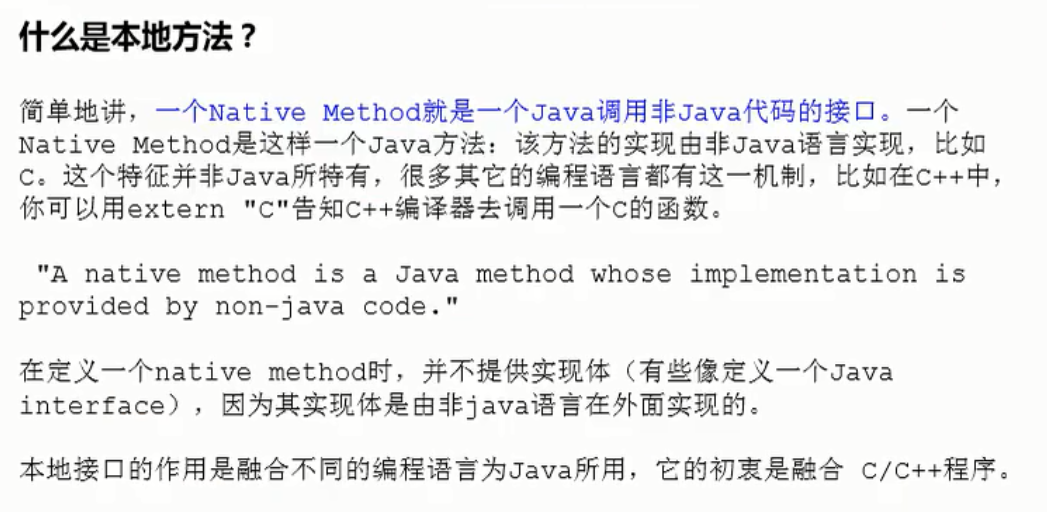 什么是本地方法？
简单地讲，一个Native Method就是一个Java调用非Java代码的接口。一个
Native Method是这样一个Java方法：该方法的实现由非Java语言实现，比如
C。这个特征并非Java所特有，很多其它的编程语言都有这一机制，比如在C++中，
你可以用extern "C"告知C++编译器去调用一个C的函数。
"A native method is a Java method whose implementation is
provided by non-java code."
在定义一个native method时，并不提供实现体（有些像定义一个Java
interface），因为其实现体是由非java语言在外面实现的。
本地接口的作用是融合不同的编程语言为Java所用，它的初衷是融合 C/C++程序。